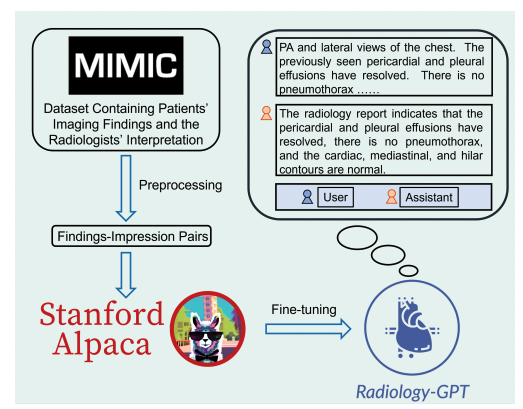 MIMIC
Dataset Containing Patients'
Imaging Findings and the
Radiologists' Interpretation
Preprocessing
Findings-Impression Pairs
Stanford
Alpaca
Fine-tuning
PA and lateral views of the chest. The
previously seen pericardial and pleural
effusions have resolved. There is no
pneumothorax ……
The radiology report indicates that the
pericardial and pleural effusions have
resolved, there is no pneumothorax,
and the cardiac, mediastinal, and hilar
contours are normal.
User
Assistant
Radiology-GPT